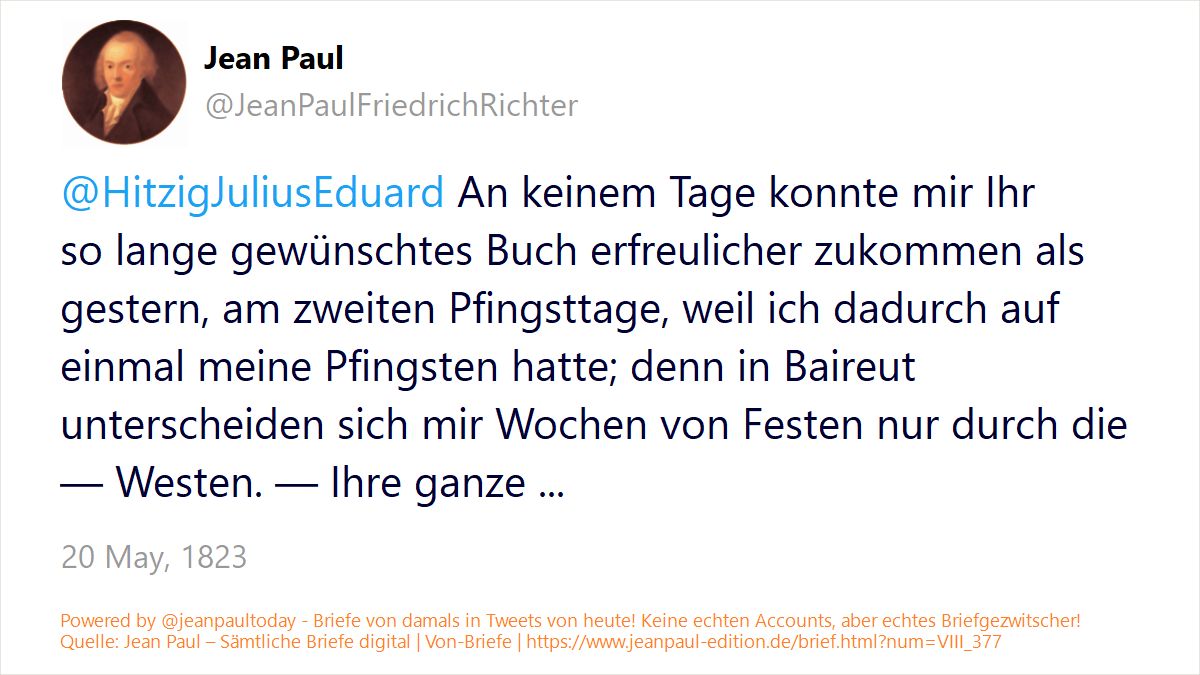 Jean Paul
@JeanPaulFriedrichRichter
@HitzigJuliusEduard An keinem Tage konnte mir Ihr
so lange gewünschtes Buch erfreulicher zukommen als
gestern, am zweiten Pfingsttage, weil ich dadurch auf
einmal meine Pfingsten hatte; denn in Baireut
unterscheiden sich mir Wochen von Festen nur durch die
— Westen. — Ihre ganze ...
20 May, 1823
Powered by @jeanpaultoday - Briefe von damals in Tweets von heute! Keine echten Accounts, aber echtes Briefgezwitscher!
Quelle: Jean Paul – Sämtliche Briefe digital | Von-Briefe | https://www.jeanpaul-edition.de/brief.html?num=VIII_377